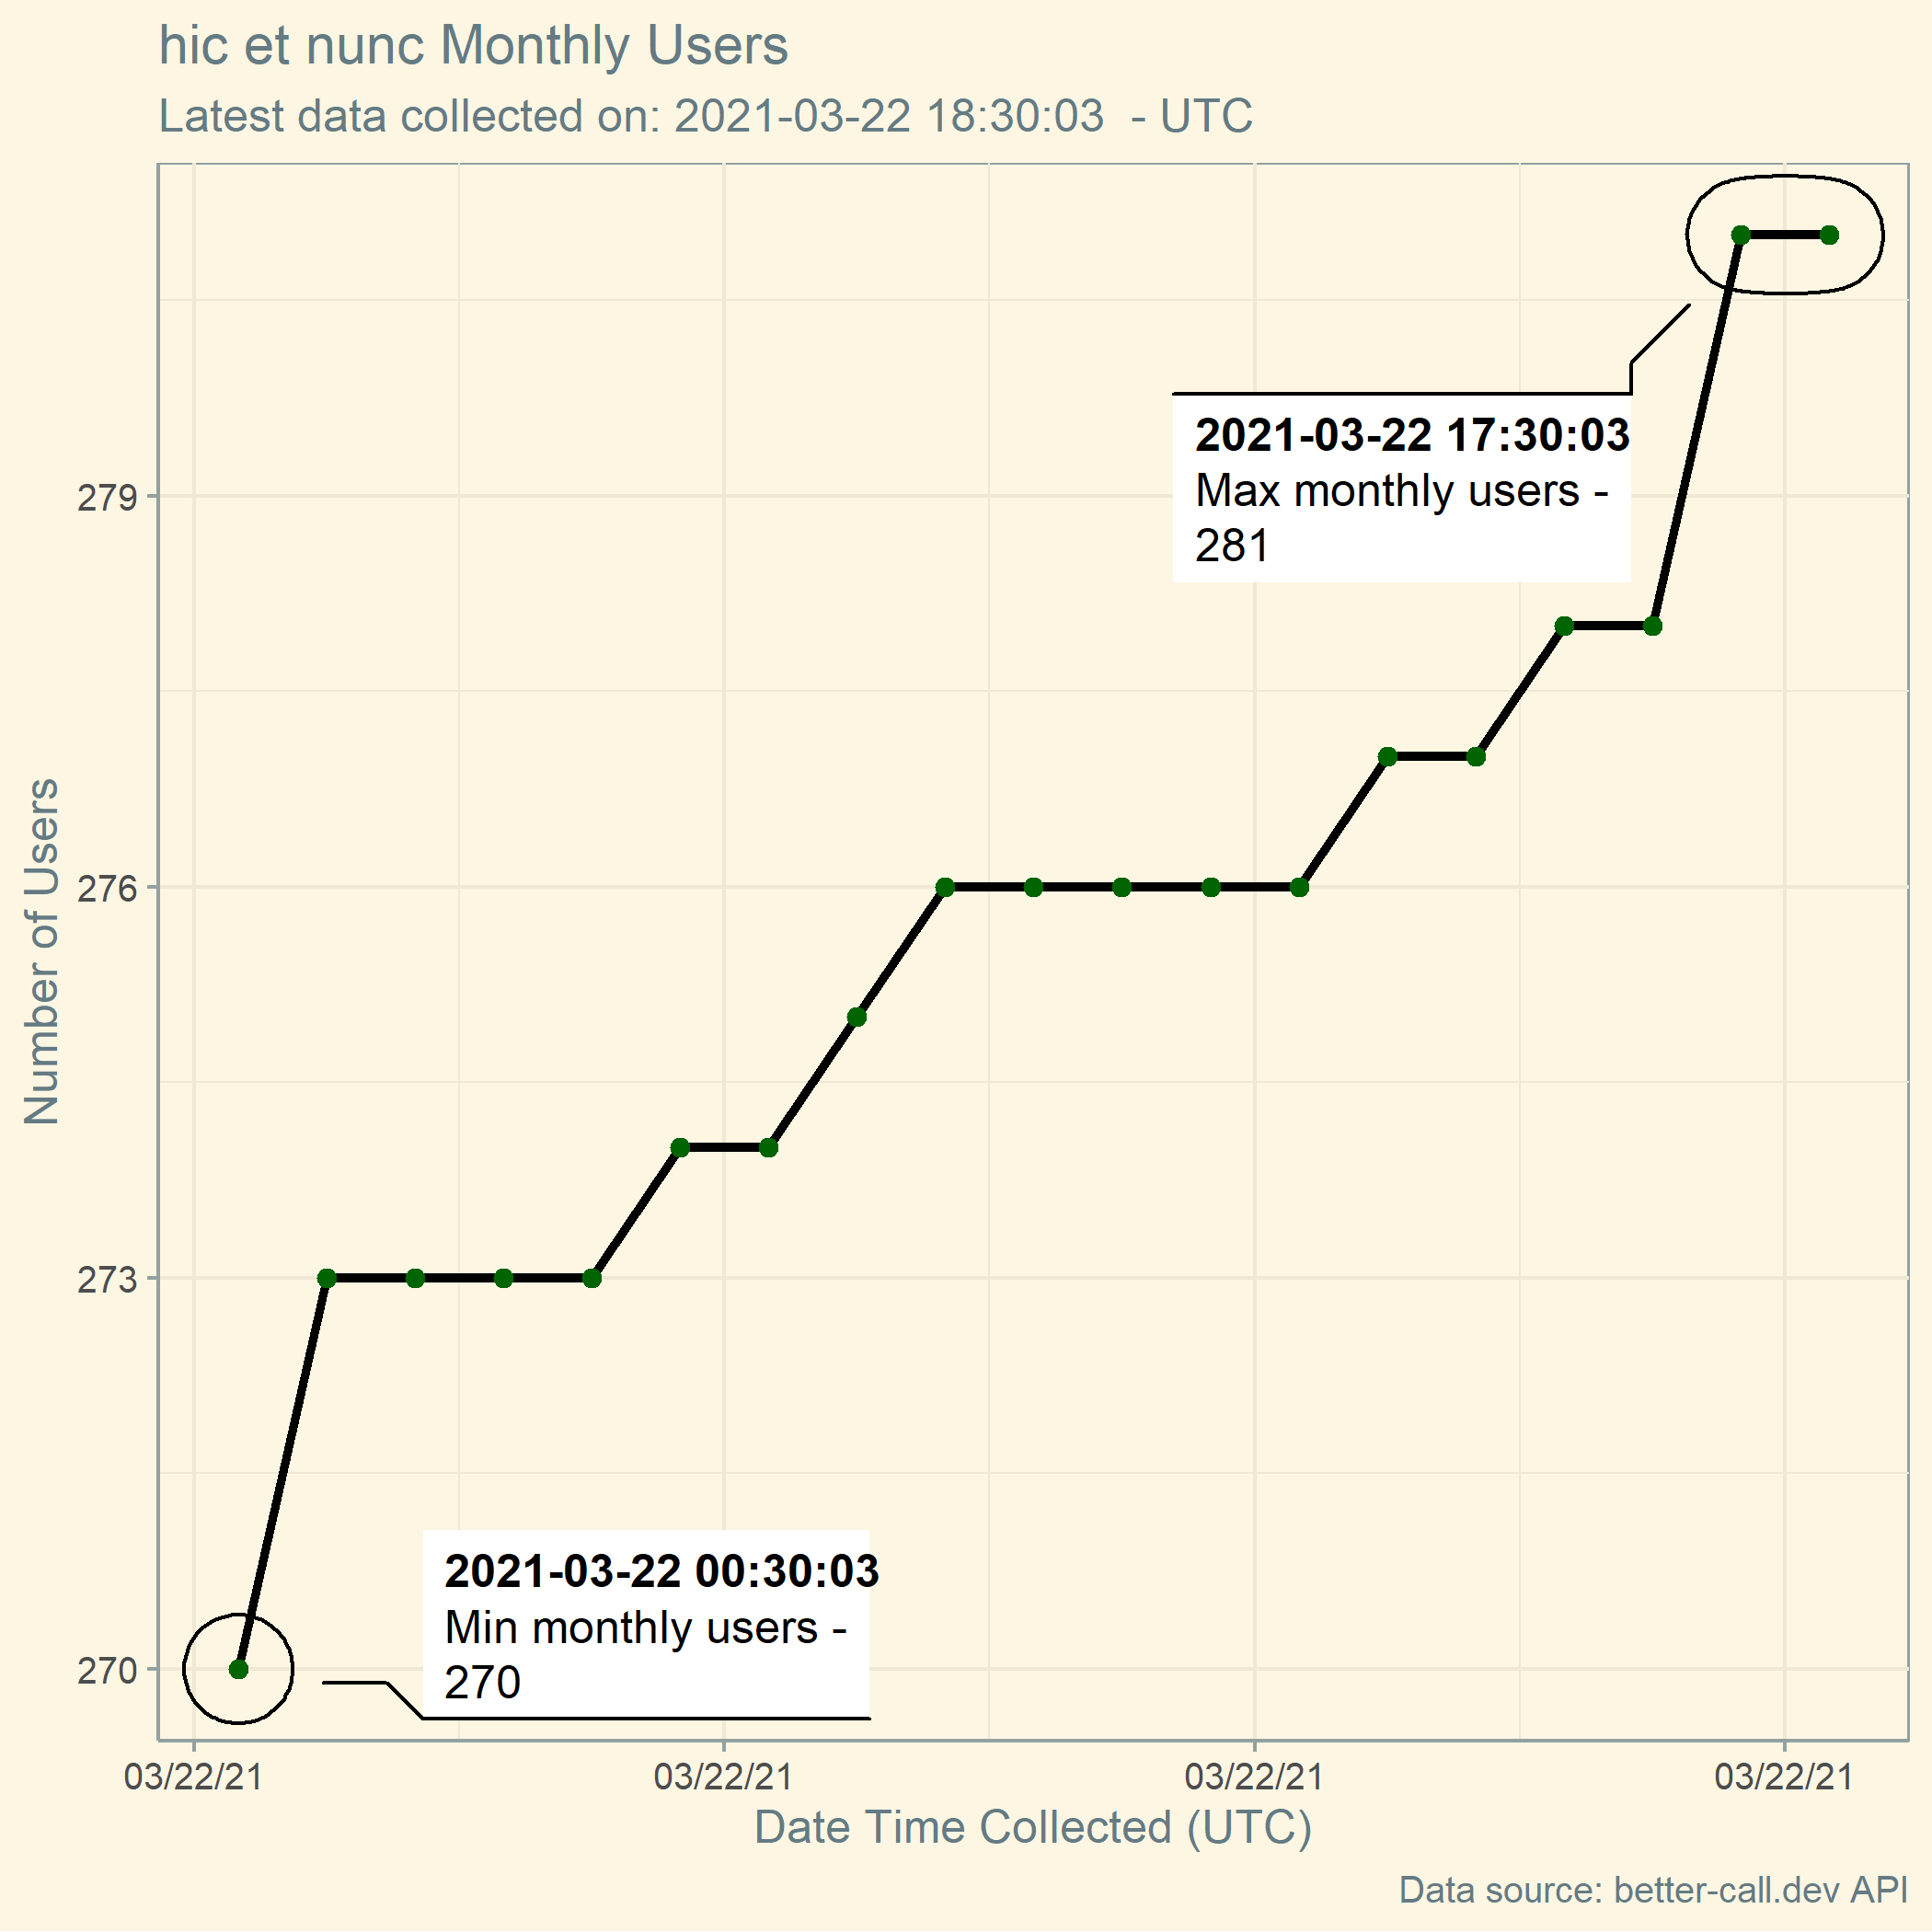 hic et nunc Monthly Users
Latest data collected on: 2021-03-22 18:30:03  - UTC
2021-03-22 17:30:03
Max monthly users -
281
279
276
273
270
Number of Users
2021-03-22 00:30:03
Min monthly users -
270
03/22/21
03/22/21
03/22/21
03/22/21
Date Time Collected (UTC)
Data source: better-call.dev API